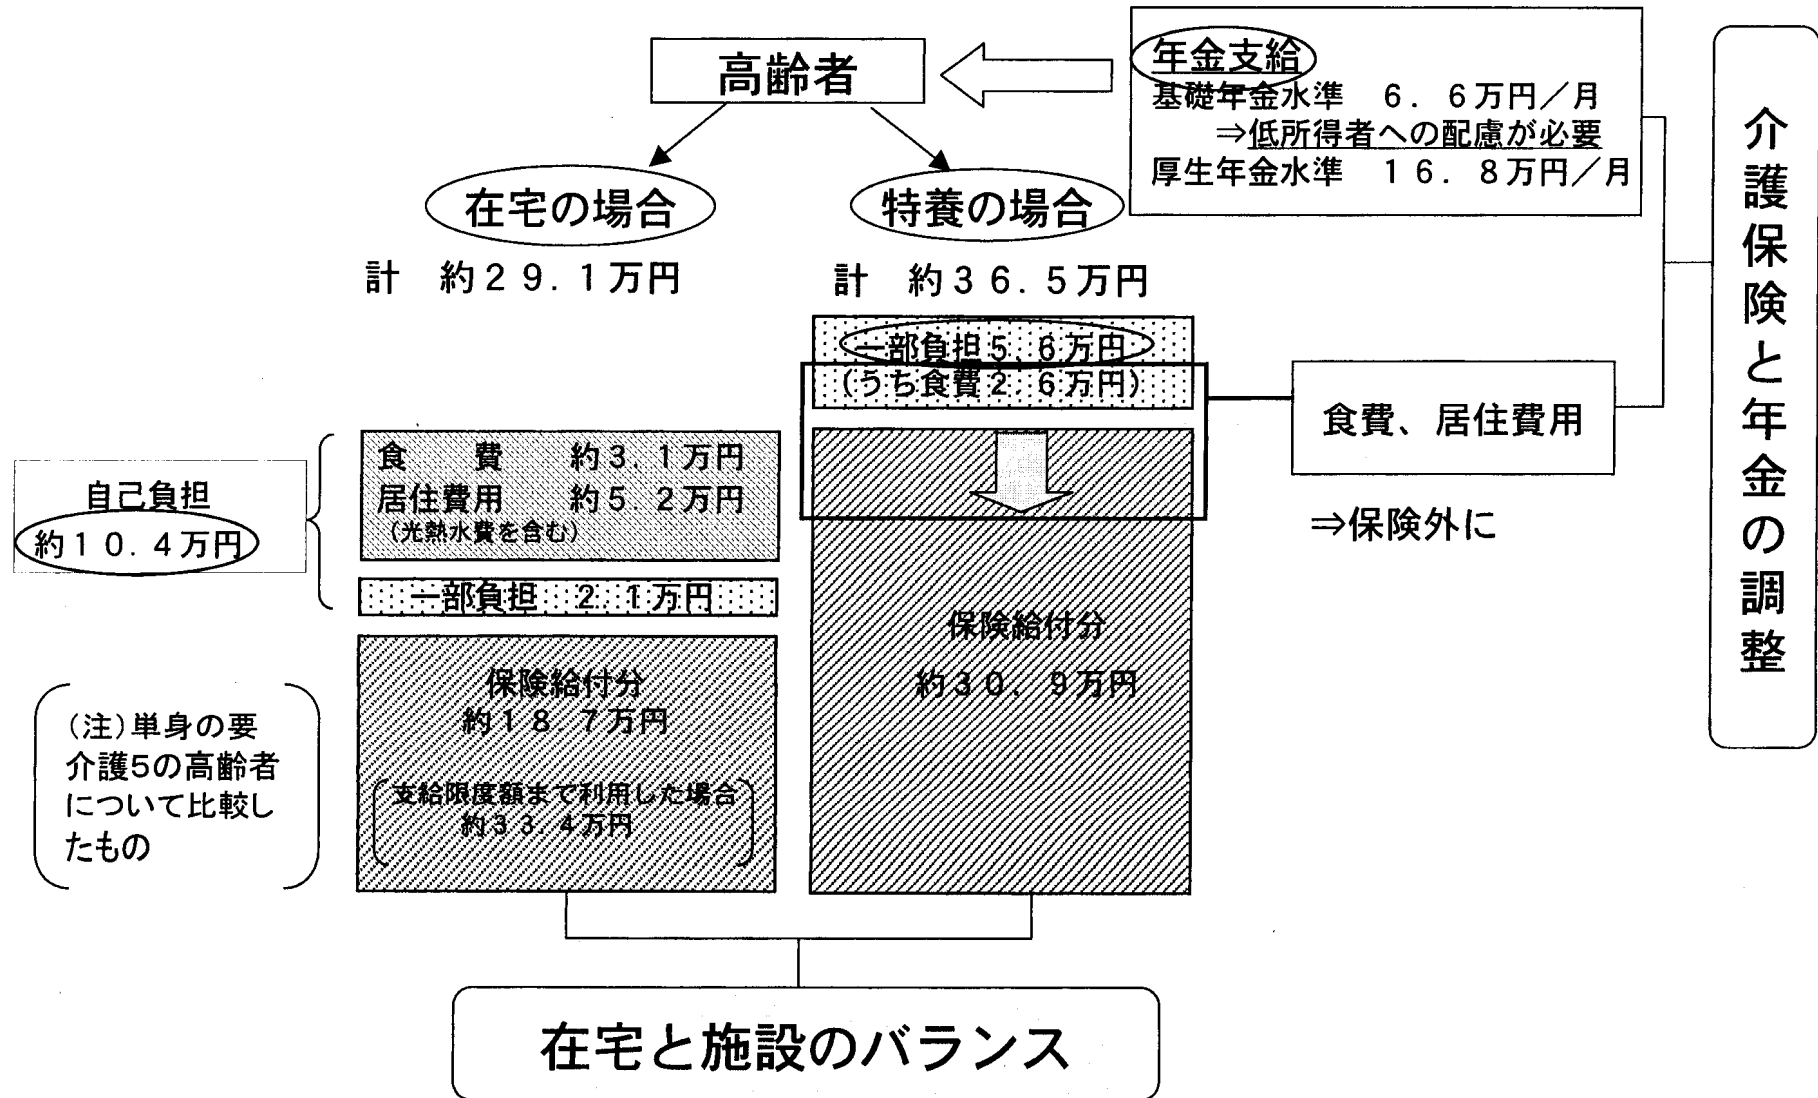 高齢者
年金支給
基礎年金水準 6.6万円/月
⇒低所得者への配慮が必要
厚生年金水準 16.8万円/月
介護保険と年金の調整
在宅の場合
特養の場合
計 約29.1万円
計 約36.5万円
一部負担5.6万円
(うち食費2.6万円)
食費、居住費用
⇒保険外に
自己負担
約10.4万円
食 費 約3.1万円
居住費用 約5.2万円
(光熱水費を含む)
一部負担 2.1万円
保険給付分
約18.7万円
支給限度額まで利用した場合
約33.4万円
保険給付分
約30.9万円
(注)単身の要
介護5の高齢者
について比較し
たもの
在宅と施設のバランス